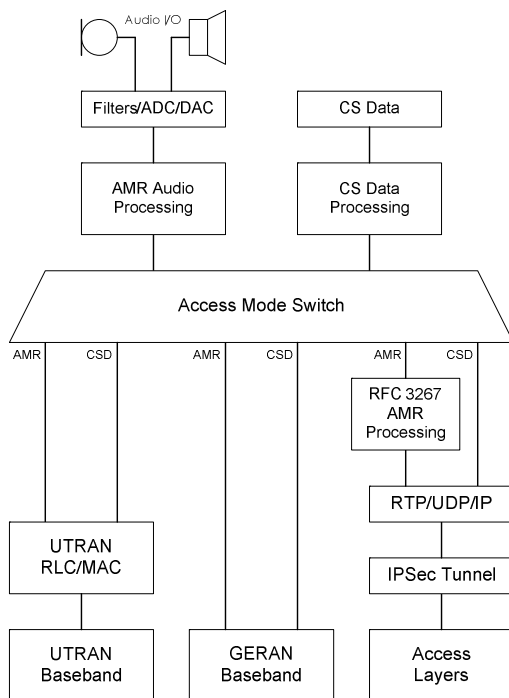 Audio I/O
Filters/ADC/DAC
CS Data
AMR Audio
Processing
CS Data
Processing
Access Mode Switch
AMR
CSD
AMR
CSD
AMR
CSD
RFC 3267
AMR
Processing
RTP/UDP/IP
UTRAN
RLC/MAC
IPSec Tunnel
UTRAN
Baseband
GERAN
Baseband
Access
Layers